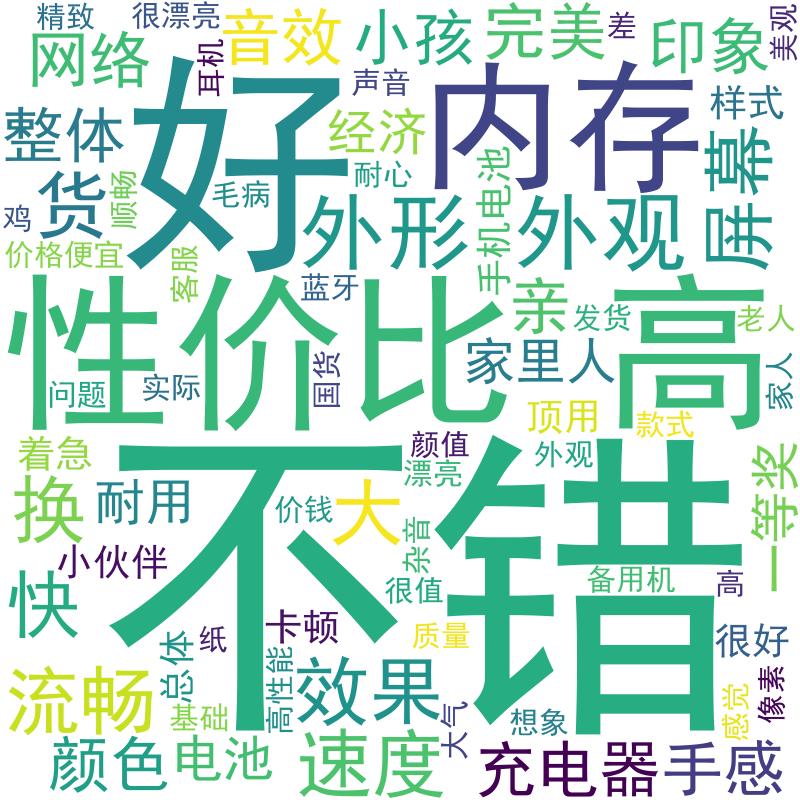 精致
很漂亮
耳机
音效
小孩
完美
差
印象
美观
网络
声音
整体
好
经济
内存
样式
屏幕
货
顺畅
毛病
耐心
手机电池
鸡
外形
外观
价格便宜
客服
蓝牙
亲
发货
老人
性价比
高
问题
实际
国货
家里人
家人
着急
不错
颜值
漂亮
顶用
款式
外观
一等奖
换
耐用
价钱
大
杂音
小伙伴
很值
备用机
高
快
总体
纸
卡顿
质量
很好
流畅
高性能
效果
感觉
像素
基础
大气
想象
颜色
电池
速度
充电器
手感